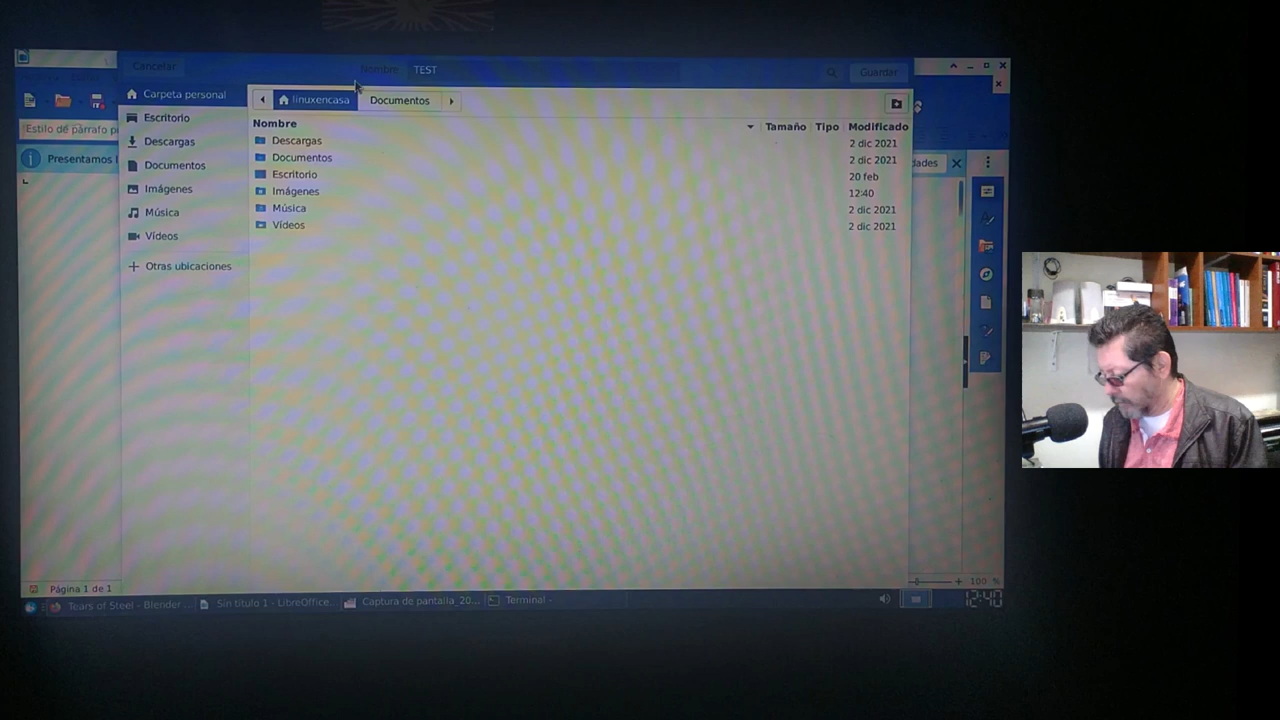 Cancelar
Nombre TEST
Guardar
Carpeta personal
linuxencasa
Documentos
Escritorio
Nombre
Tamaño
Tipo
Modificado
Estilo de párrafo p
Descargas
Descargas
2 dic 2021
Presentamos
Documentos
Documentos
2 dic 2021
dades
Escritorio
20 feb
Imágenes
Imágenes
12:40
Música
Música
2 dic 2021
Vídeos
Vídeos
2 dic 2021
Otras ubicaciones
Página 1 de 1
100 %
Tears of Steel - Blender ...
Sin título 1 - LibreOffice...
Captura de pantalla_20...
Terminal -
12:40